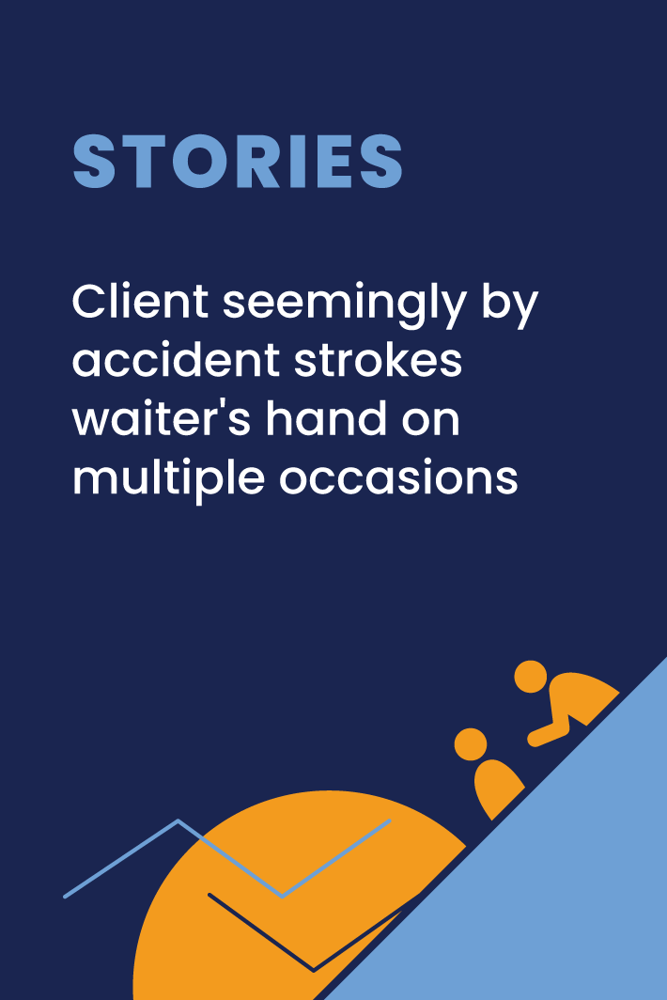 STORIES
Client seemingly by
accident strokes
waiter's hand on
multiple occasions